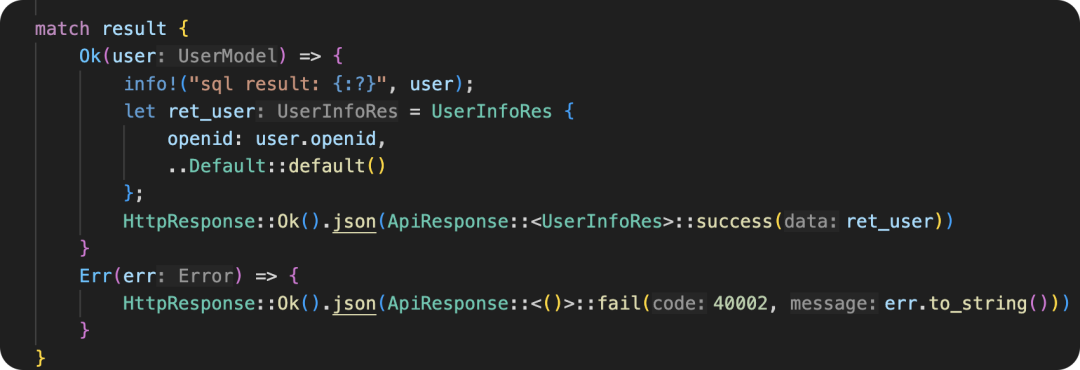 match result {
    Ok(user: UserModel) => {
        info!("sql result: {:?}", user);
        let ret_user: UserInfoRes = UserInfoRes {
            openid: user.openid,
            ..Default::default()
        };
        HttpResponse::Ok().json(ApiResponse::<UserInfoRes>::success(data: ret_user))
    }
    Err(err: Error) => {
        HttpResponse::Ok().json(ApiResponse::<()>::fail(code: 40002, message: err.to_string()))
    }
}